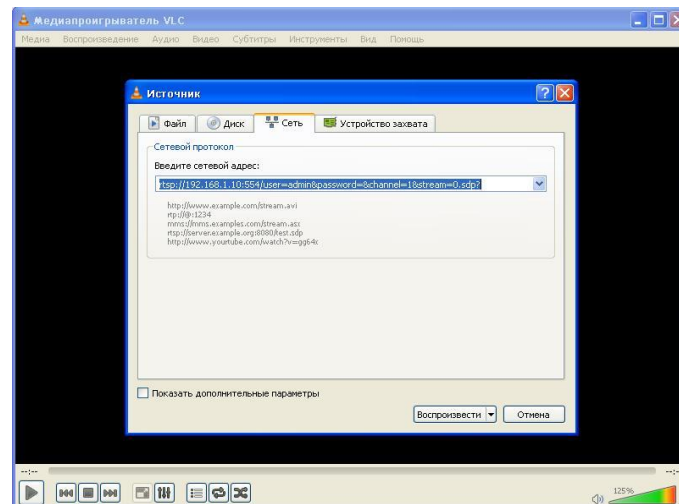 Медиапроигрыватель VLC
Медиа Воспроизведение Аудио Видео Субтитры Инструменты Вид Помощь
Источник
Файл Диск Сеть Устройство захвата
Сетевой протокол
Введите сетевой адрес:
rtsp://192.168.1.10:554/user=admin&password=&channel=1&stream=0.sdp?
http://www.example.com/stream.avi
rtp://@:1234
mms://mms.examples.com/stream.asx
rtsp://server.example.org:8080/test.sdp
http://www.yourtube.com/watch?v=gg64x
Показать дополнительные параметры
Воспроизвести Отмена
--:-- --:--
125%